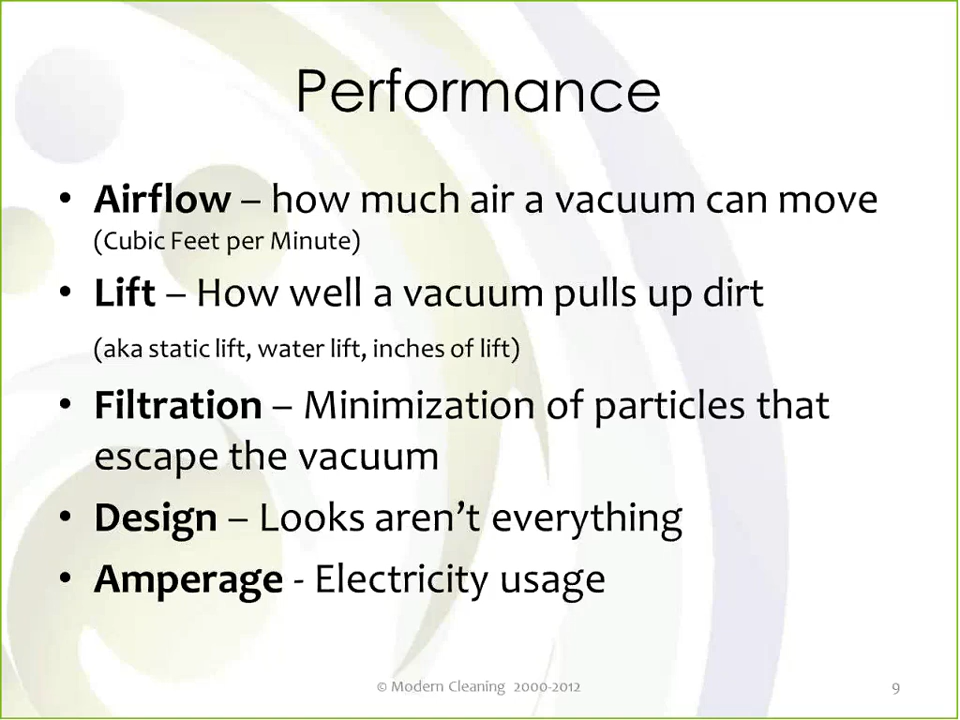 Performance
• Airflow – how much air a vacuum can move
(Cubic Feet per Minute)
• Lift – How well a vacuum pulls up dirt
(aka static lift, water lift, inches of lift)
• Filtration – Minimization of particles that
escape the vacuum
• Design – Looks aren’t everything
• Amperage - Electricity usage
© Modern Cleaning 2000-2012
9